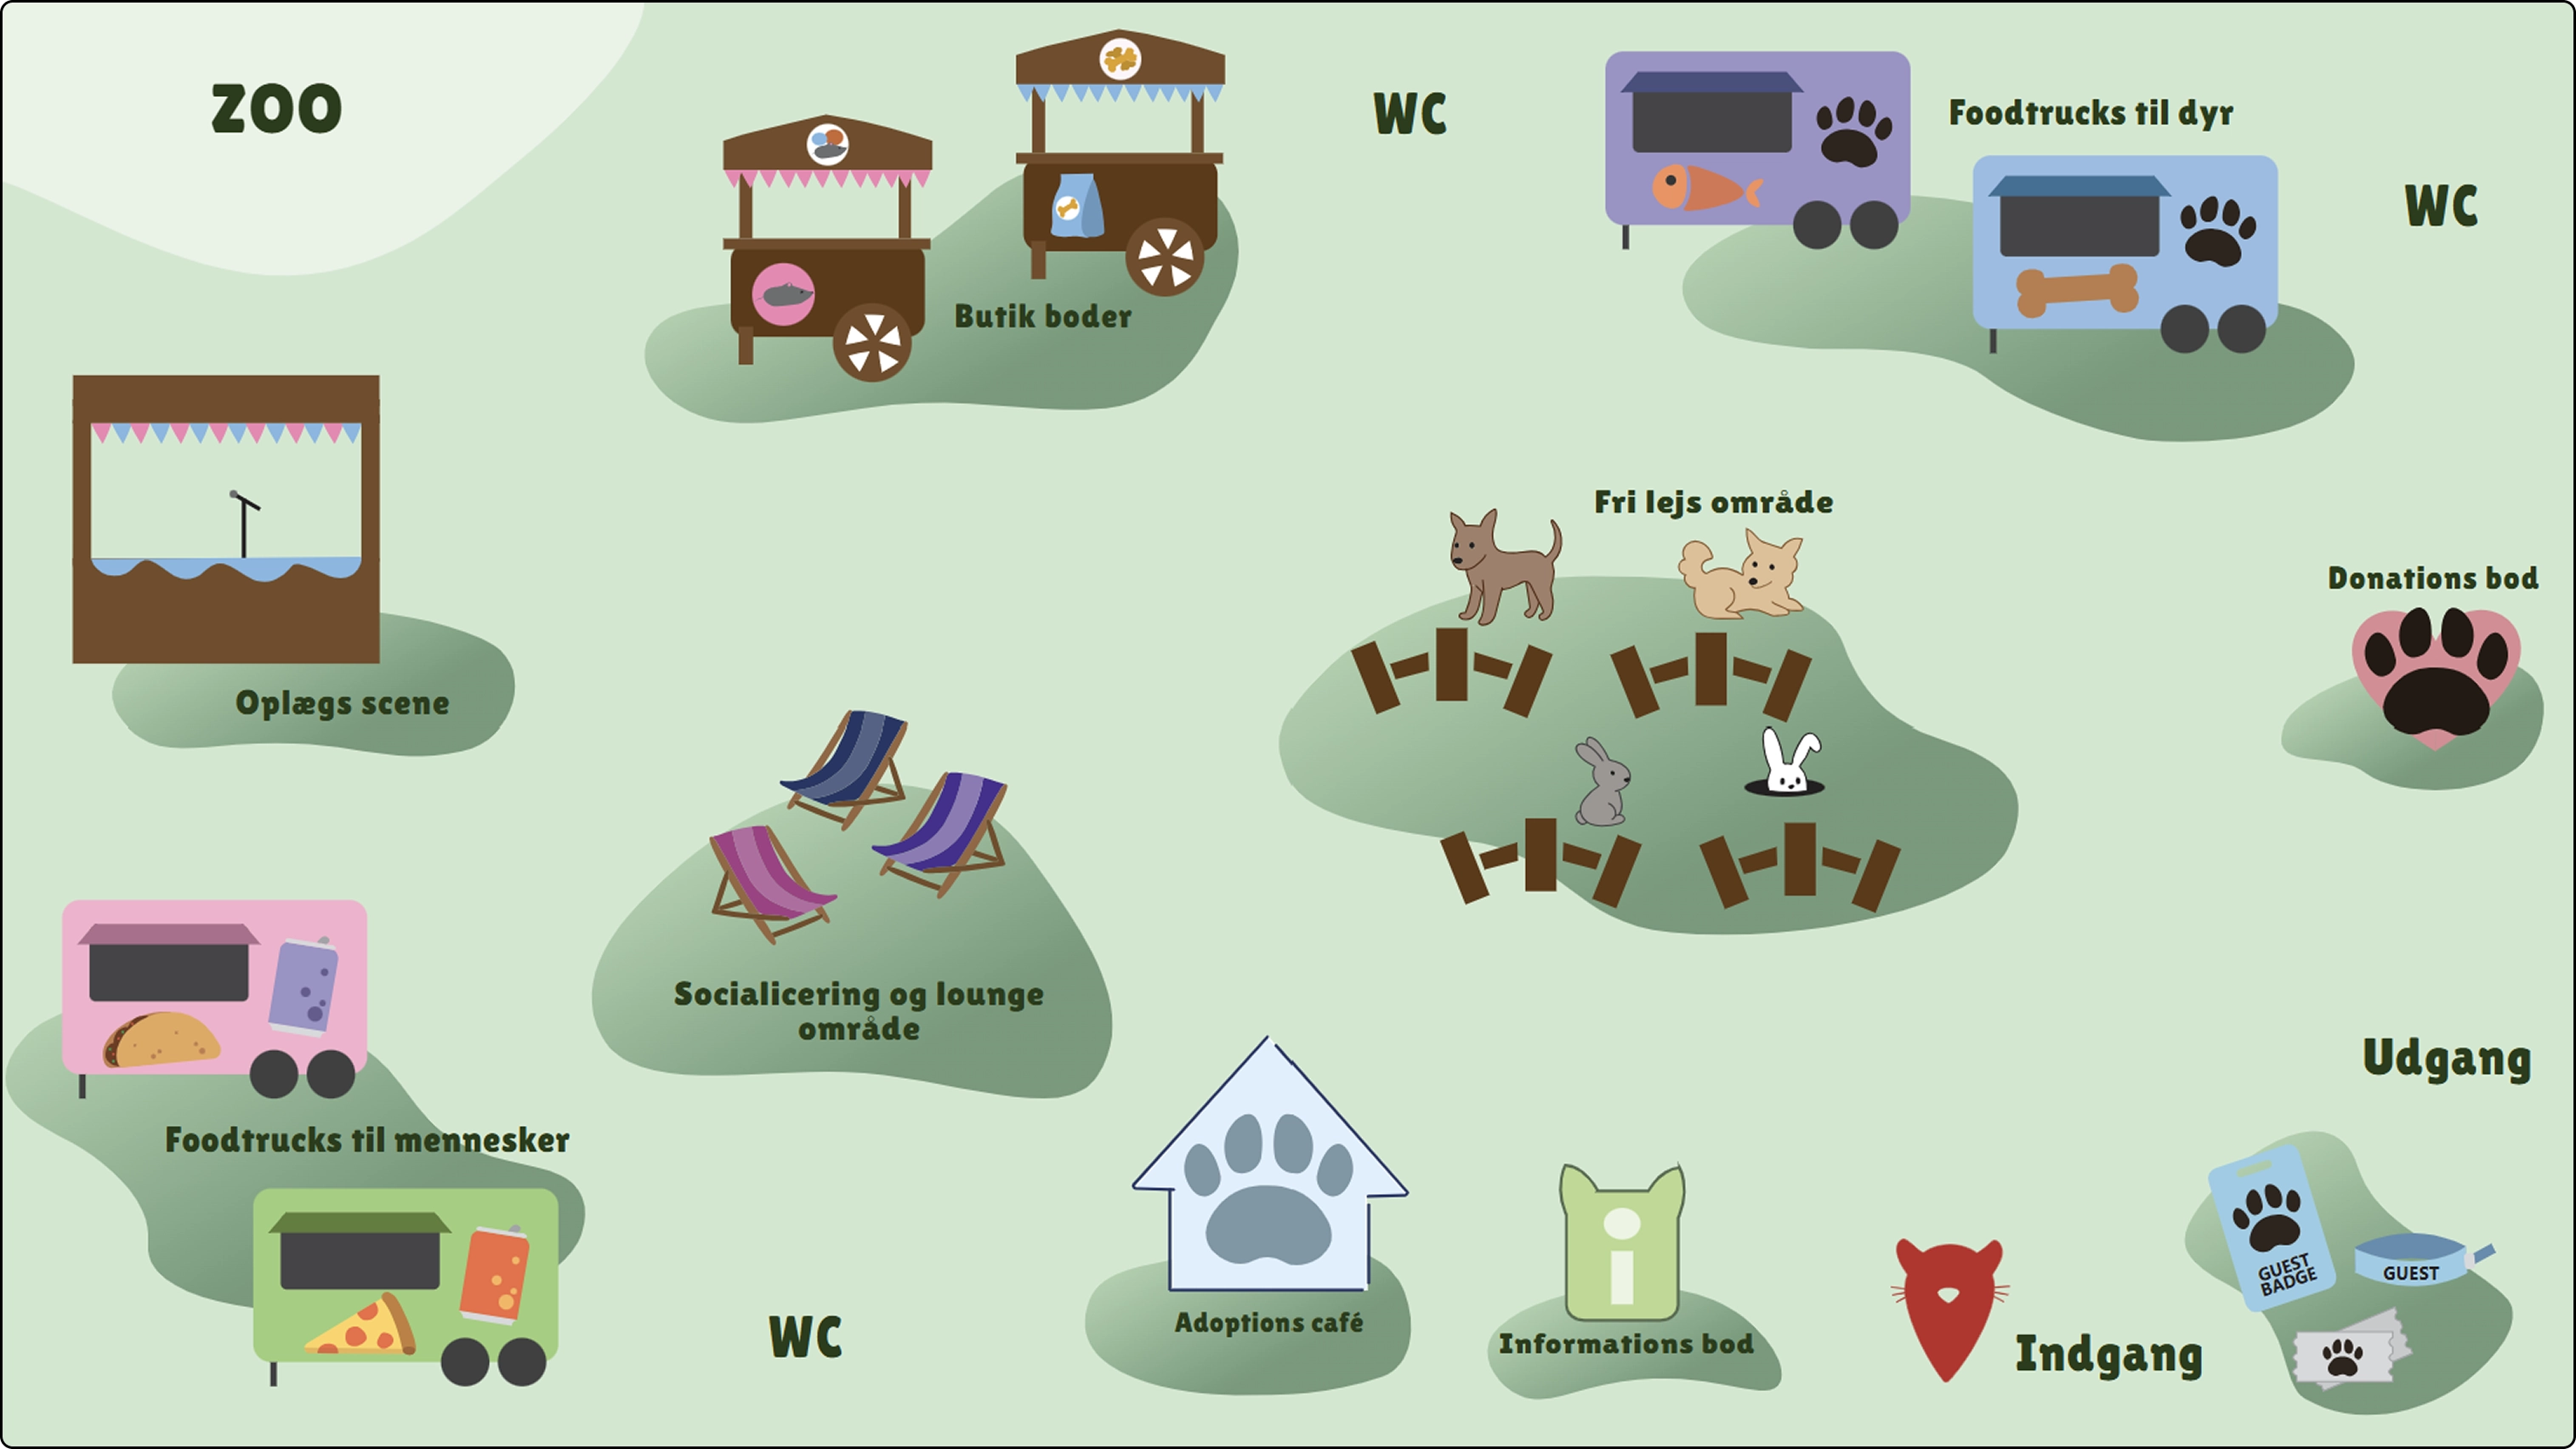 ZOO
WC
Foodtrucks til dyr
WC
Butik boder
Fri lejs område
Donations bod
Oplægs scene
Socialicering og lounge
område
Udgang
Foodtrucks til mennesker
GUEST
BADGE
GUEST
Adoptions café
Informations bod
WC
Indgang